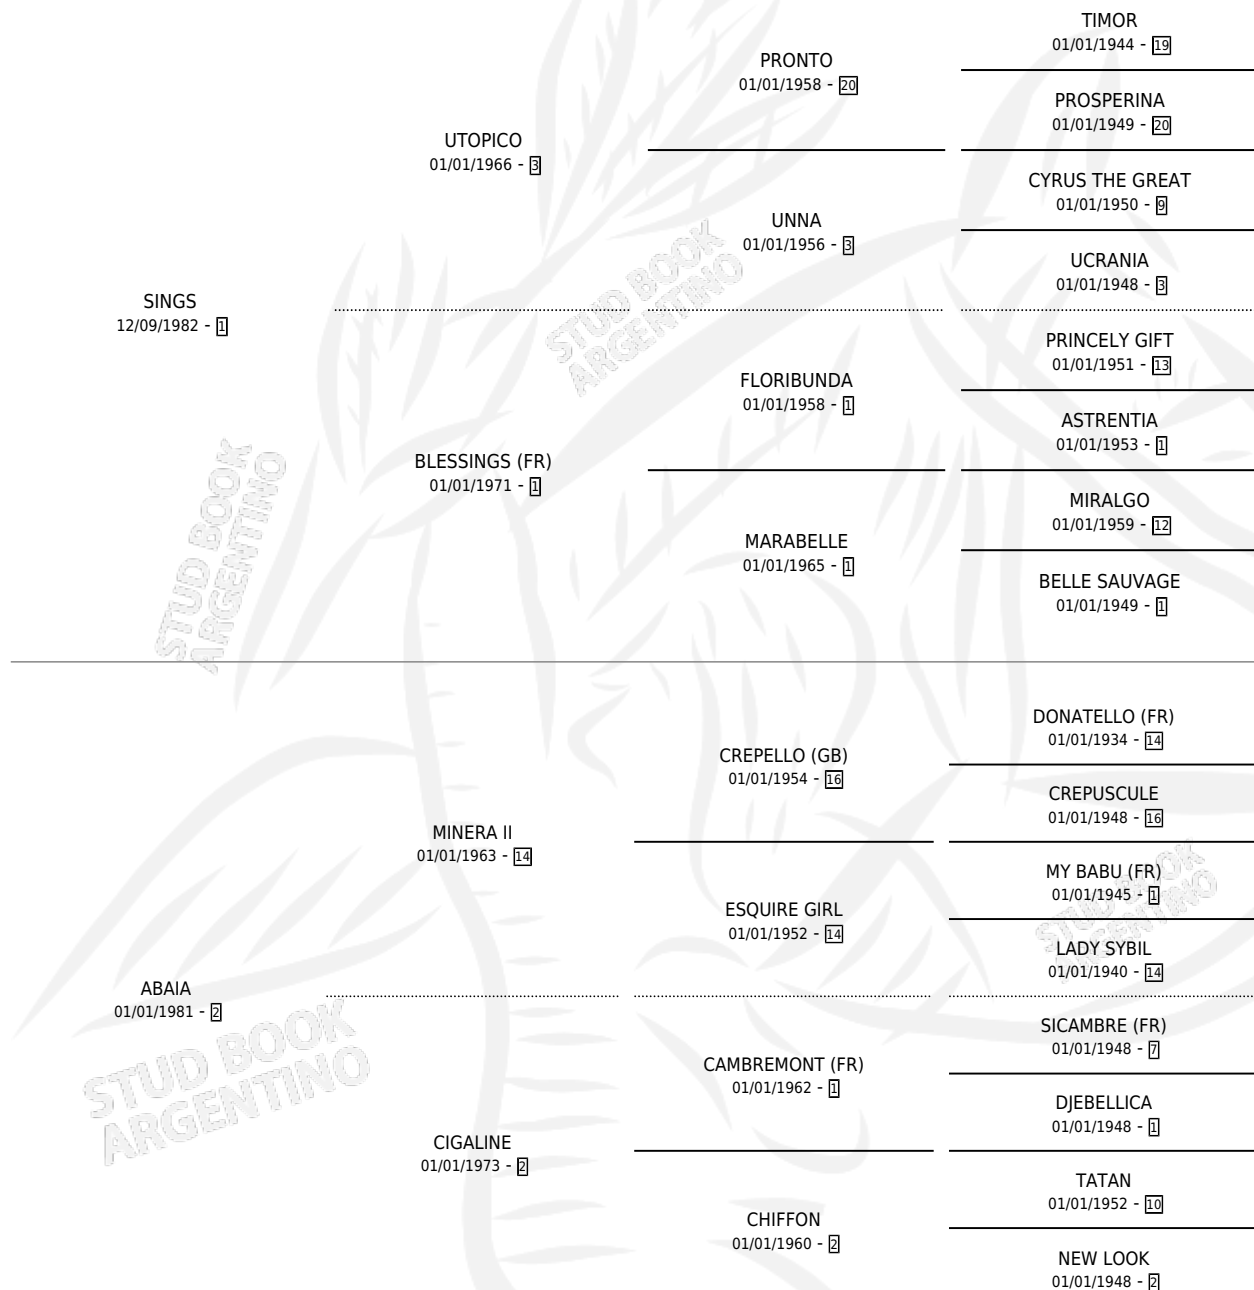 TIMOR
01/01/1944 - 19
PRONTO
01/01/1958 - 20
PROSPERINA
01/01/1949 - 20
UTOPICO
01/01/1966 - 3
CYRUS THE GREAT
01/01/1950 - 9
UNNA
01/01/1956 - 3
UCRANIA
01/01/1948 - 3
SINGS
12/09/1982 - 1
PRINCELY GIFT
01/01/1951 - 13
FLORIBUNDA
01/01/1958 - 1
ASTRENTIA
01/01/1953 - 1
BLESSINGS (FR)
01/01/1971 - 1
MIRALGO
01/01/1959 - 12
MARABELLE
01/01/1965 - 1
BELLE SAUVAGE
01/01/1949 - 1
STUD BOOK
ARGENTINO
STUD BOOK
ARGENTINO
DONATELLO (FR)
01/01/1934 - 14
CREPELLO (GB)
01/01/1954 - 16
CREPUSCULE
01/01/1948 - 16
MINERA II
01/01/1963 - 14
MY BABU (FR)
01/01/1945 - 1
ESQUIRE GIRL
01/01/1952 - 14
LADY SYBIL
01/01/1940 - 14
STUD BOOK
ARGENTINO
ABAIA
01/01/1981 - 2
SICAMBRE (FR)
01/01/1948 - 7
CAMBREMONT (FR)
01/01/1962 - 1
DJEBELLICA
01/01/1948 - 1
STUD BOOK
ARGENTINO
CIGALINE
01/01/1973 - 2
TATAN
01/01/1952 - 10
CHIFFON
01/01/1960 - 2
NEW LOOK
01/01/1948 - 2